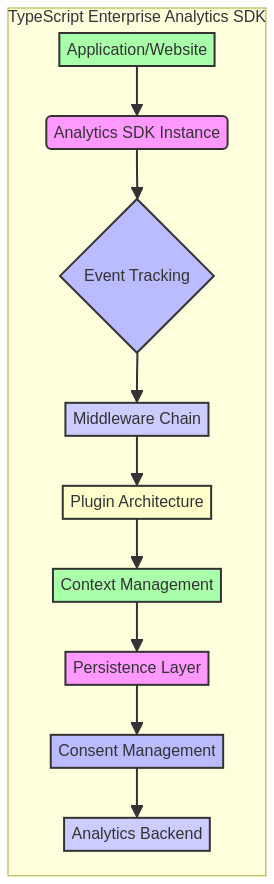 TypeScript Enterprise Analytics SDK
Application/Website
Analytics SDK Instance
Event Tracking
Middleware Chain
Plugin Architecture
Context Management
Persistence Layer
Consent Management
Analytics Backend